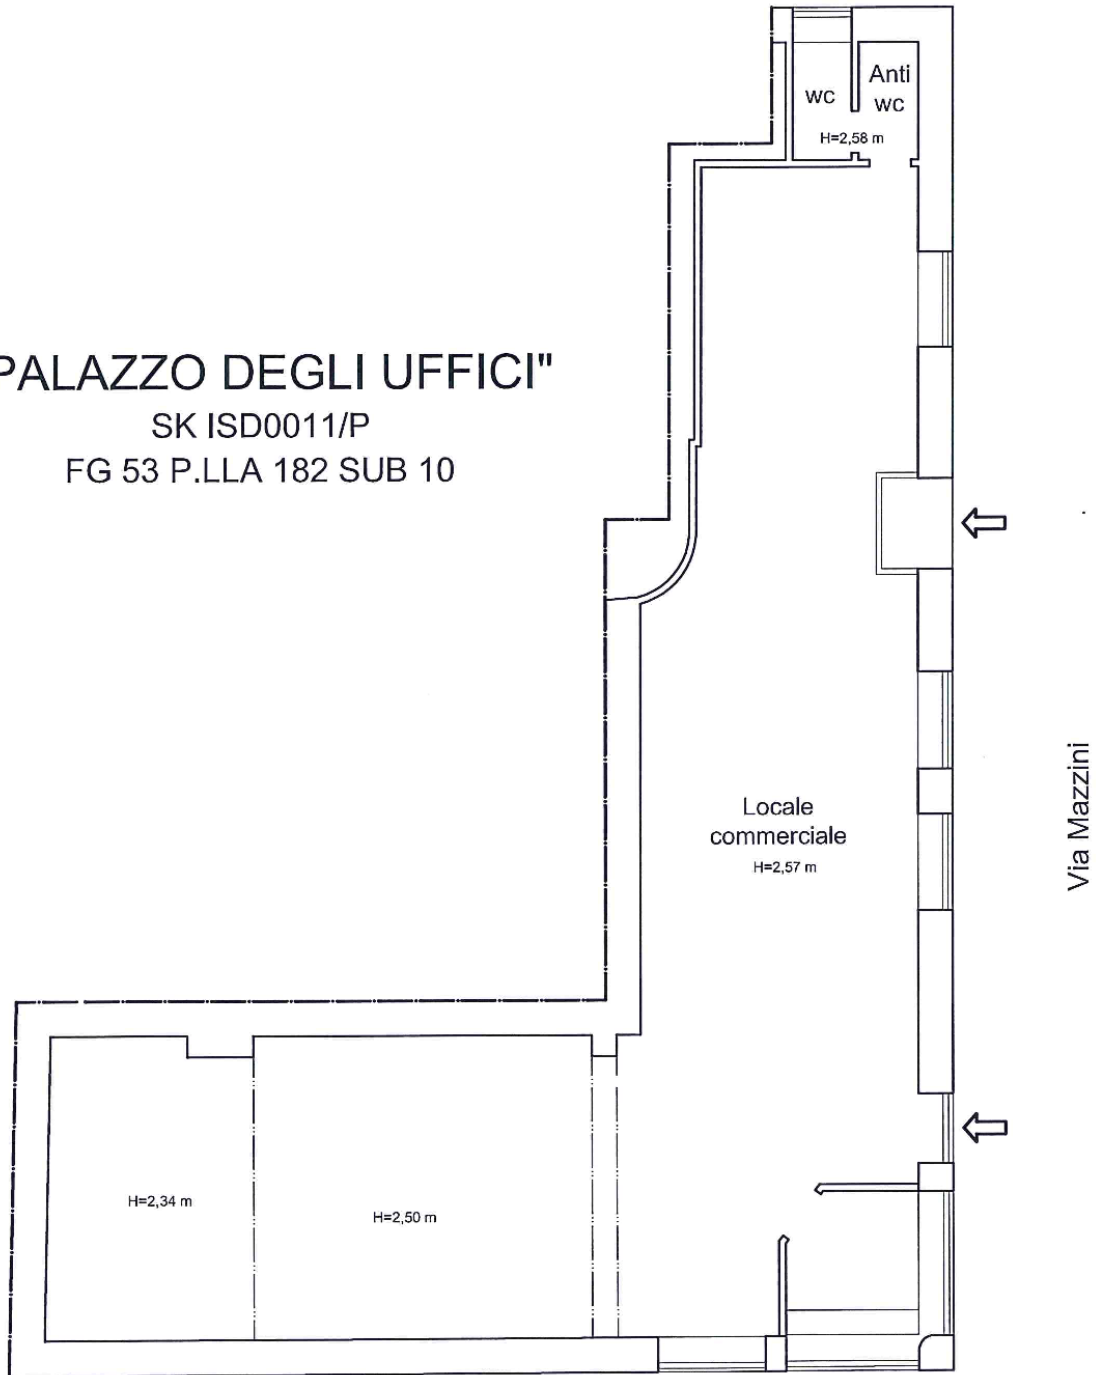 PALAZZO DEGLI UFFICI"
SK ISD0011/P
FG 53 P.LLA 182 SUB 10
wc
Anti
wc
H=2,58 m
Locale
commerciale
H=2,57 m
Via Mazzini
H=2,34 m
H=2,50 m